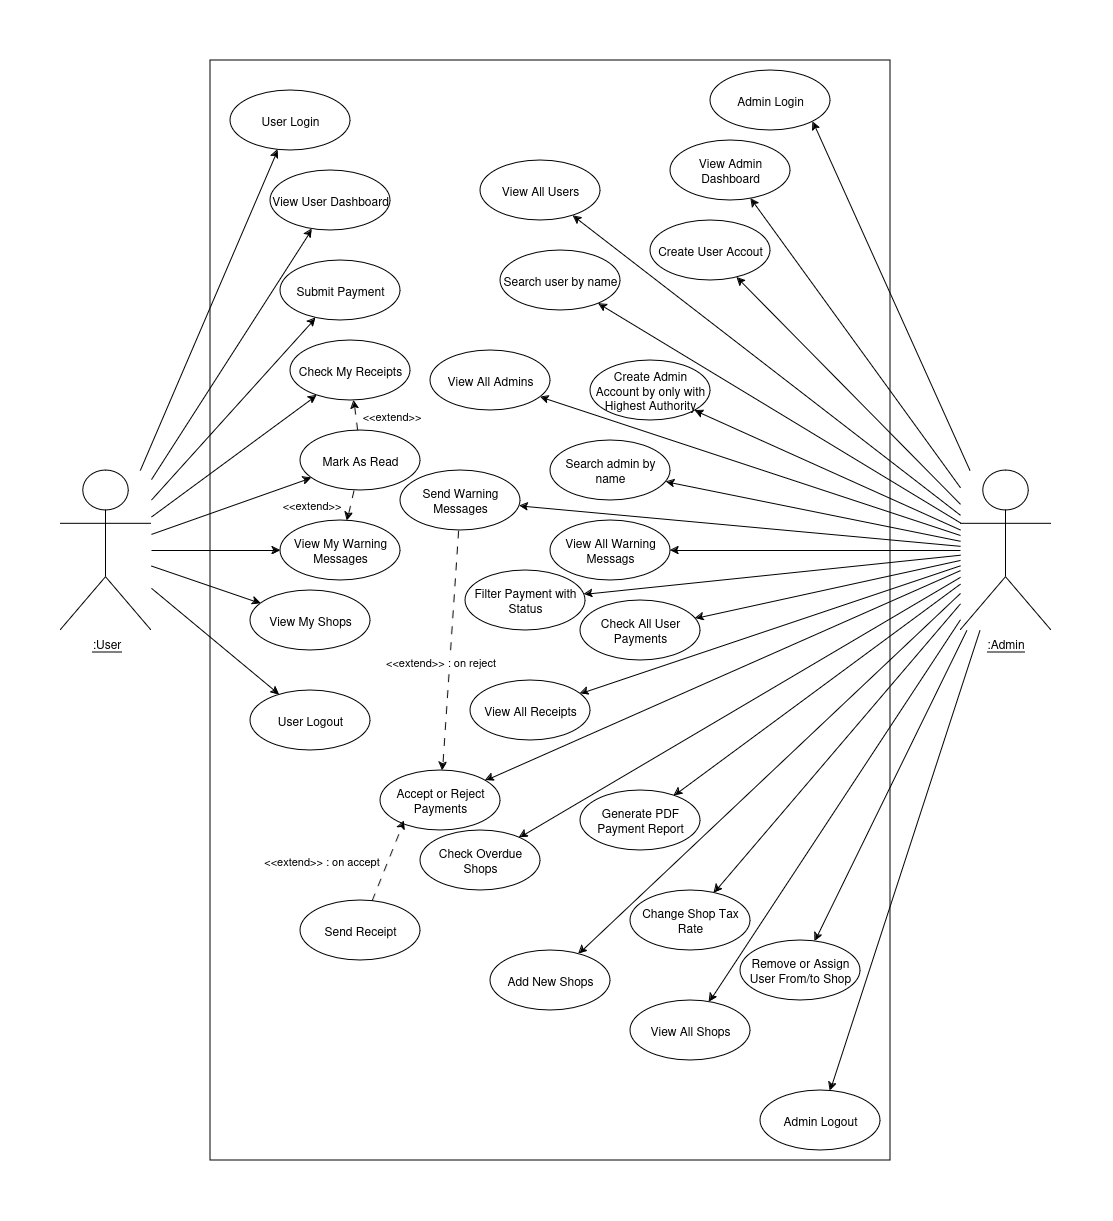 Admin Login
User Login
View Admin
Dashboard
View All Users
View User Dashboard
Create User Accout
Search user by name
Submit Payment
Check My Receipts
View All Admins
Create Admin
Account by only with
Highest Authority
<<extend>>
Mark As Read
Search admin by
name
Send Warning
Messages
<<extend>>
View My Warning
Messages
View All Warning
Messags
Filter Payment with
Status
View My Shops
Check All User
Payments
:User
:Admin
<<extend>> : on reject
View All Receipts
User Logout
Accept or Reject
Payments
Generate PDF
Payment Report
Check Overdue
Shops
<<extend>> : on accept
Change Shop Tax
Rate
Send Receipt
Remove or Assign
User From/to Shop
Add New Shops
View All Shops
Admin Logout